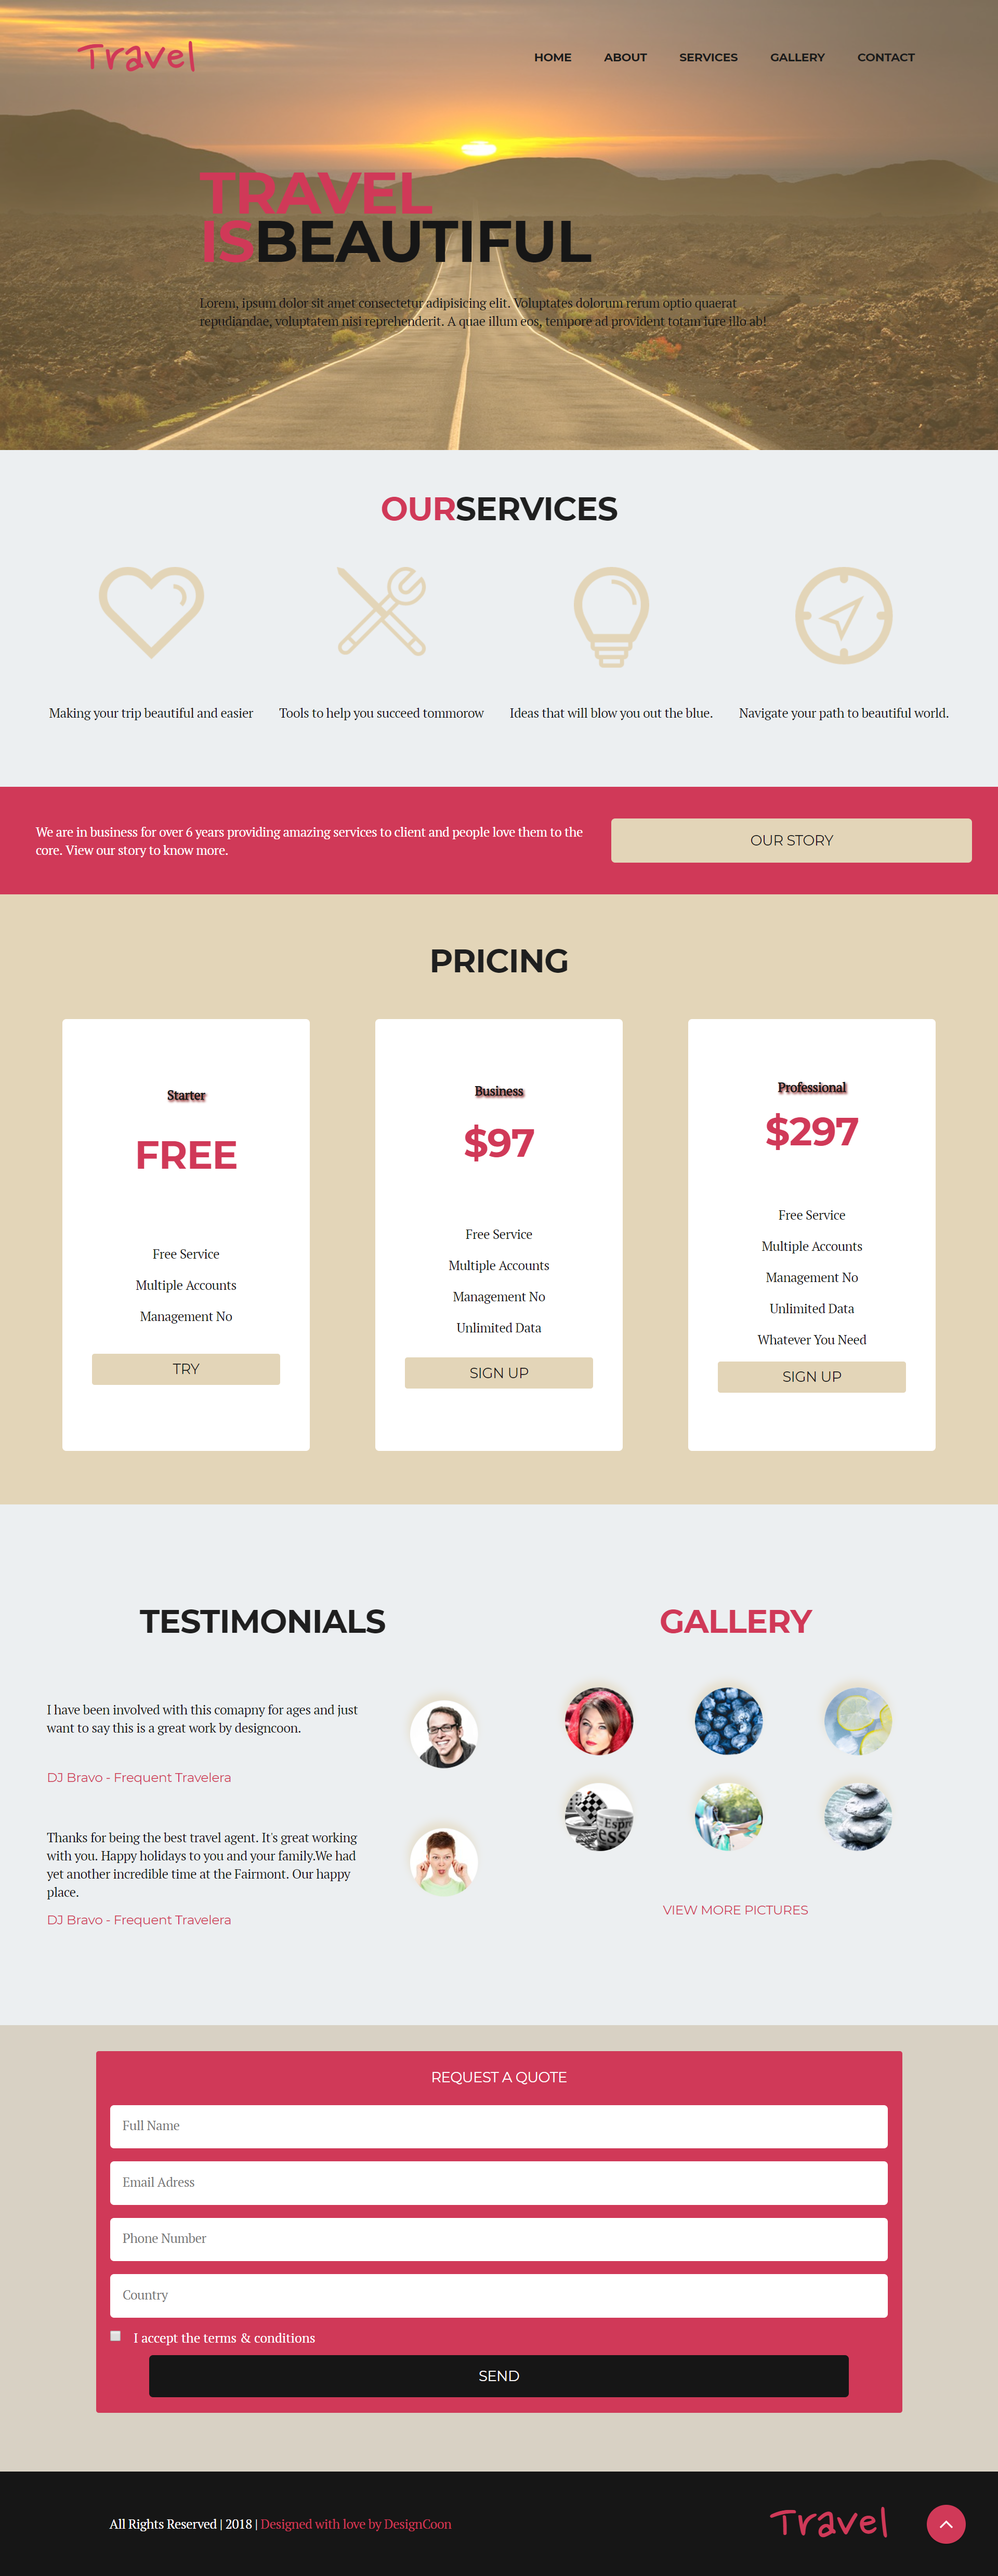 Travel
HOME ABOUT SERVICES GALLERY CONTACT
TRAVEL
ISBEAUTIFUL
Lorem, ipsum dolor sit amet consectetur adipisicing elit. Voluptates dolorum rerum optio quaerat
repudiandae, voluptatem nisi reprehenderit. A quae illum eos, tempore ad provident totam iure illo ab!
OURSERVICES
Making your trip beautiful and easier
Tools to help you succeed tommorow
Ideas that will blow you out the blue.
Navigate your path to beautiful world.
We are in business for over 6 years providing amazing services to client and people love them to the
core. View our story to know more.
OUR STORY
PRICING
Starter
FREE
Free Service
Multiple Accounts
Management No
TRY
Business
$97
Free Service
Multiple Accounts
Management No
Unlimited Data
SIGN UP
Professional
$297
Free Service
Multiple Accounts
Management No
Unlimited Data
Whatever You Need
SIGN UP
TESTIMONIALS
I have been involved with this comapny for ages and just
want to say this is a great work by designcoon.
DJ Bravo - Frequent Travelera
Thanks for being the best travel agent. It's great working
with you. Happy holidays to you and your family.We had
yet another incredible time at the Fairmont. Our happy
place.
DJ Bravo - Frequent Travelera
GALLERY
Espr
ess
VIEW MORE PICTURES
REQUEST A QUOTE
Full Name
Email Adress
Phone Number
Country
I accept the terms & conditions
SEND
All Rights Reserved | 2018 | Designed with love by DesignCoon
Travel